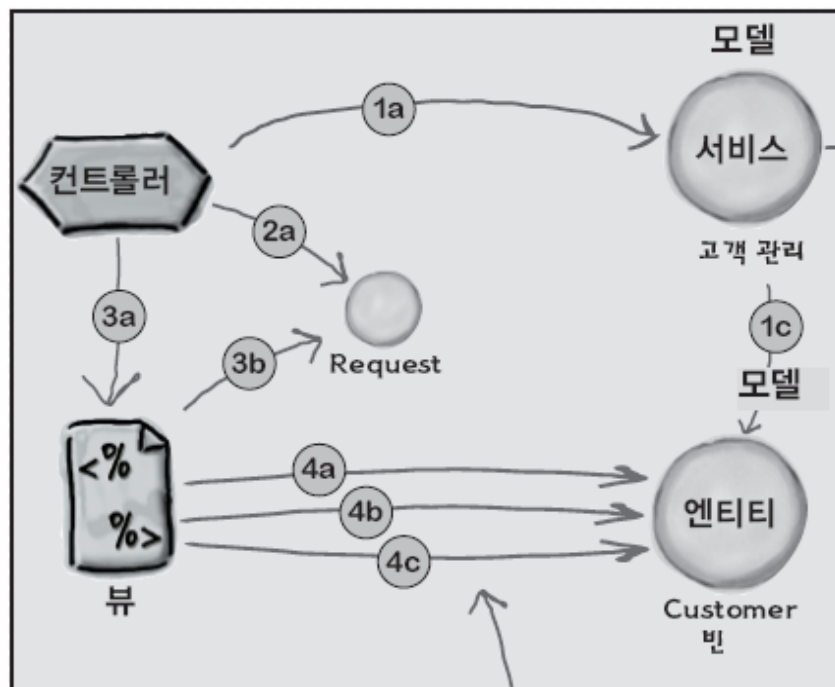 모델
1a
서비스
컨트롤러
2a
고객 관리
3a
1c
3b
Request
모델
<%
%>
4a
4b
4c
엔티티
뷰
Customer
빈